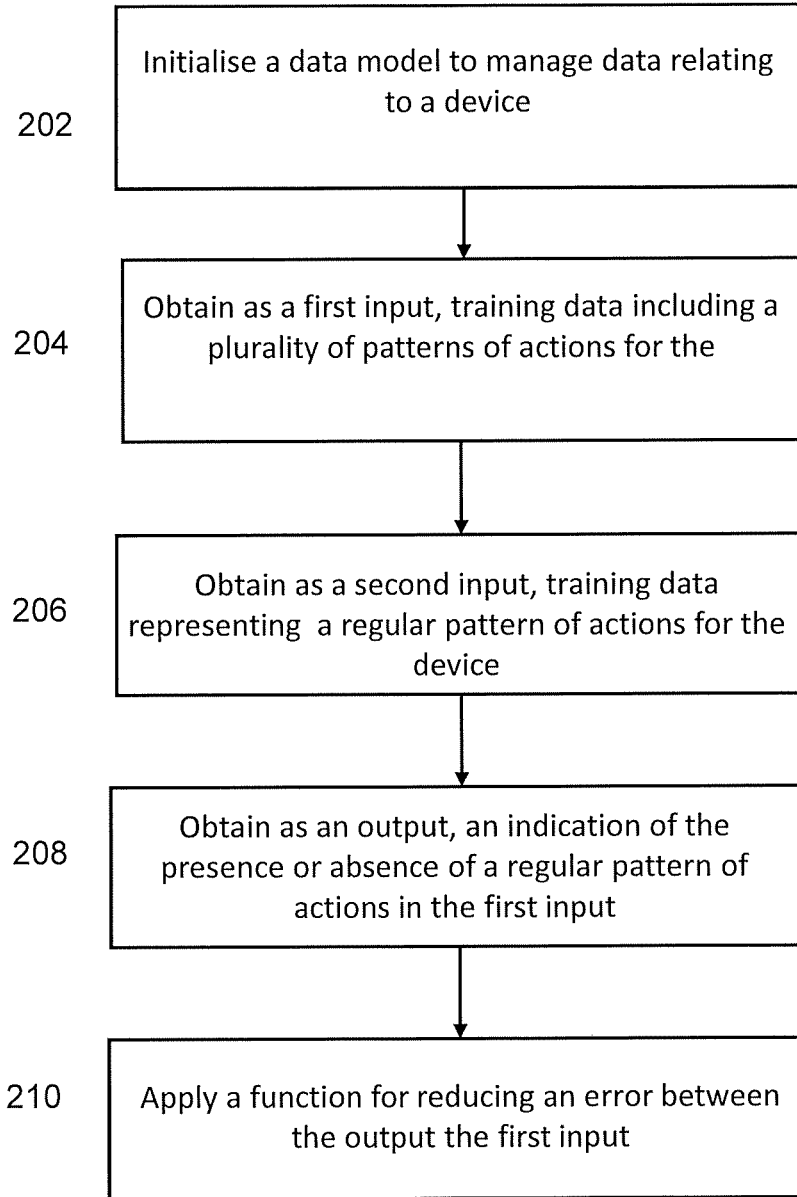 202
Initialise a data model to manage data relating
to a device
204
Obtain as a first input, training data including a
plurality of patterns of actions for the
206
Obtain as a second input, training data
representing a regular pattern of actions for the
device
208
Obtain as an output, an indication of the
presence or absence of a regular pattern of
actions in the first input
210
Apply a function for reducing an error between
the output the first input